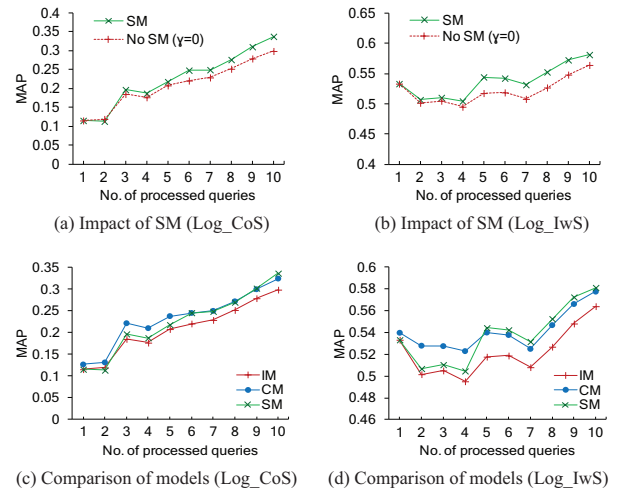 0.4
0.35
0.3
0.25
0.2
0.15
0.1
0.05
0
MAP
SM
No SM (ɣ=0)
1 2 3 4 5 6 7 8 9 10
No. of processed queries
(a) Impact of SM (Log_CoS)
0.65
0.6
0.55
0.5
0.45
0.4
MAP
SM
No SM (ɣ=0)
1 2 3 4 5 6 7 8 9 10
No. of processed queries
(b) Impact of SM (Log_IwS)
0.35
0.3
0.25
0.2
0.15
0.1
0.05
0
MAP
IM
CM
SM
1 2 3 4 5 6 7 8 9 10
No. of processed queries
(c) Comparison of models (Log_CoS)
0.6
0.58
0.56
0.54
0.52
0.5
0.48
0.46
MAP
IM
CM
SM
1 2 3 4 5 6 7 8 9 10
No. of processed queries
(d) Comparison of models (Log_IwS)